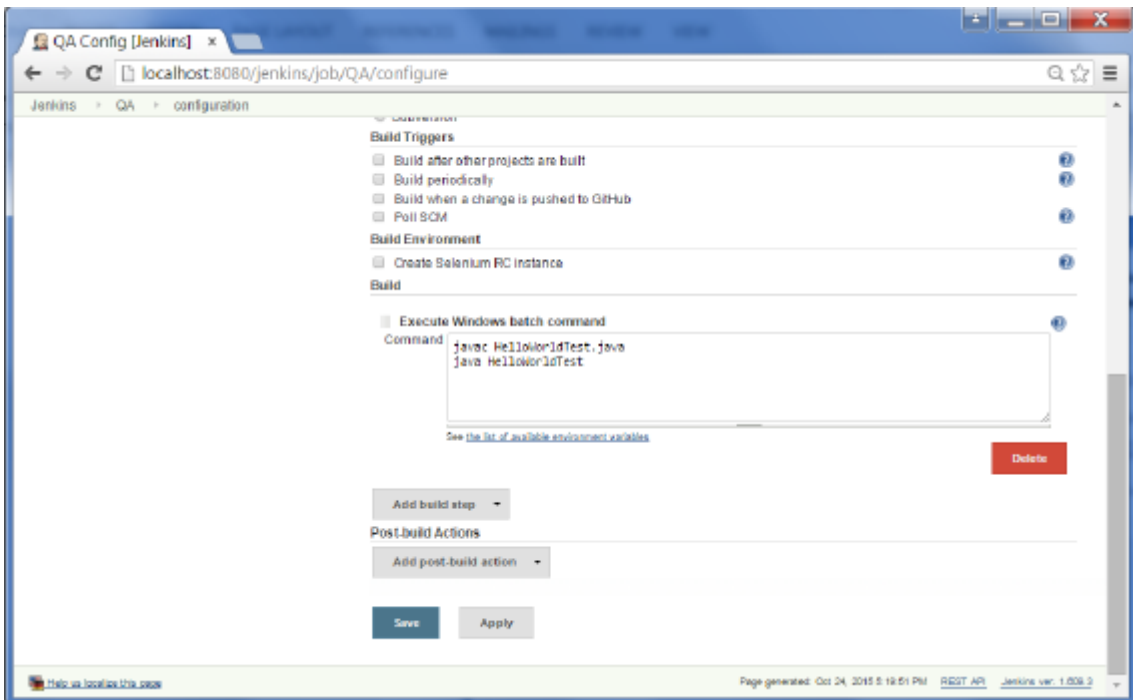 QA Config [Jenkins]
localhost:8080/jenkins/job/QA/configure
Jenkins QA configuration
Subversion
Build Triggers
Build after other projects are built
Build periodically
Build when a change is pushed to GitHub
Poll SCM
Build Environment
Create Selenium RC instance
Build
Execute Windows batch command
Command
javac HelloWorldTest.java
java HelloWorldTest
See the list of available environment variables
Delete
Add build step
Post-build Actions
Add post-build action
Save Apply
Help us localize this page Page generated: Oct 24, 2015 5:19:51 PM REST API Jenkins ver. 1.609.3